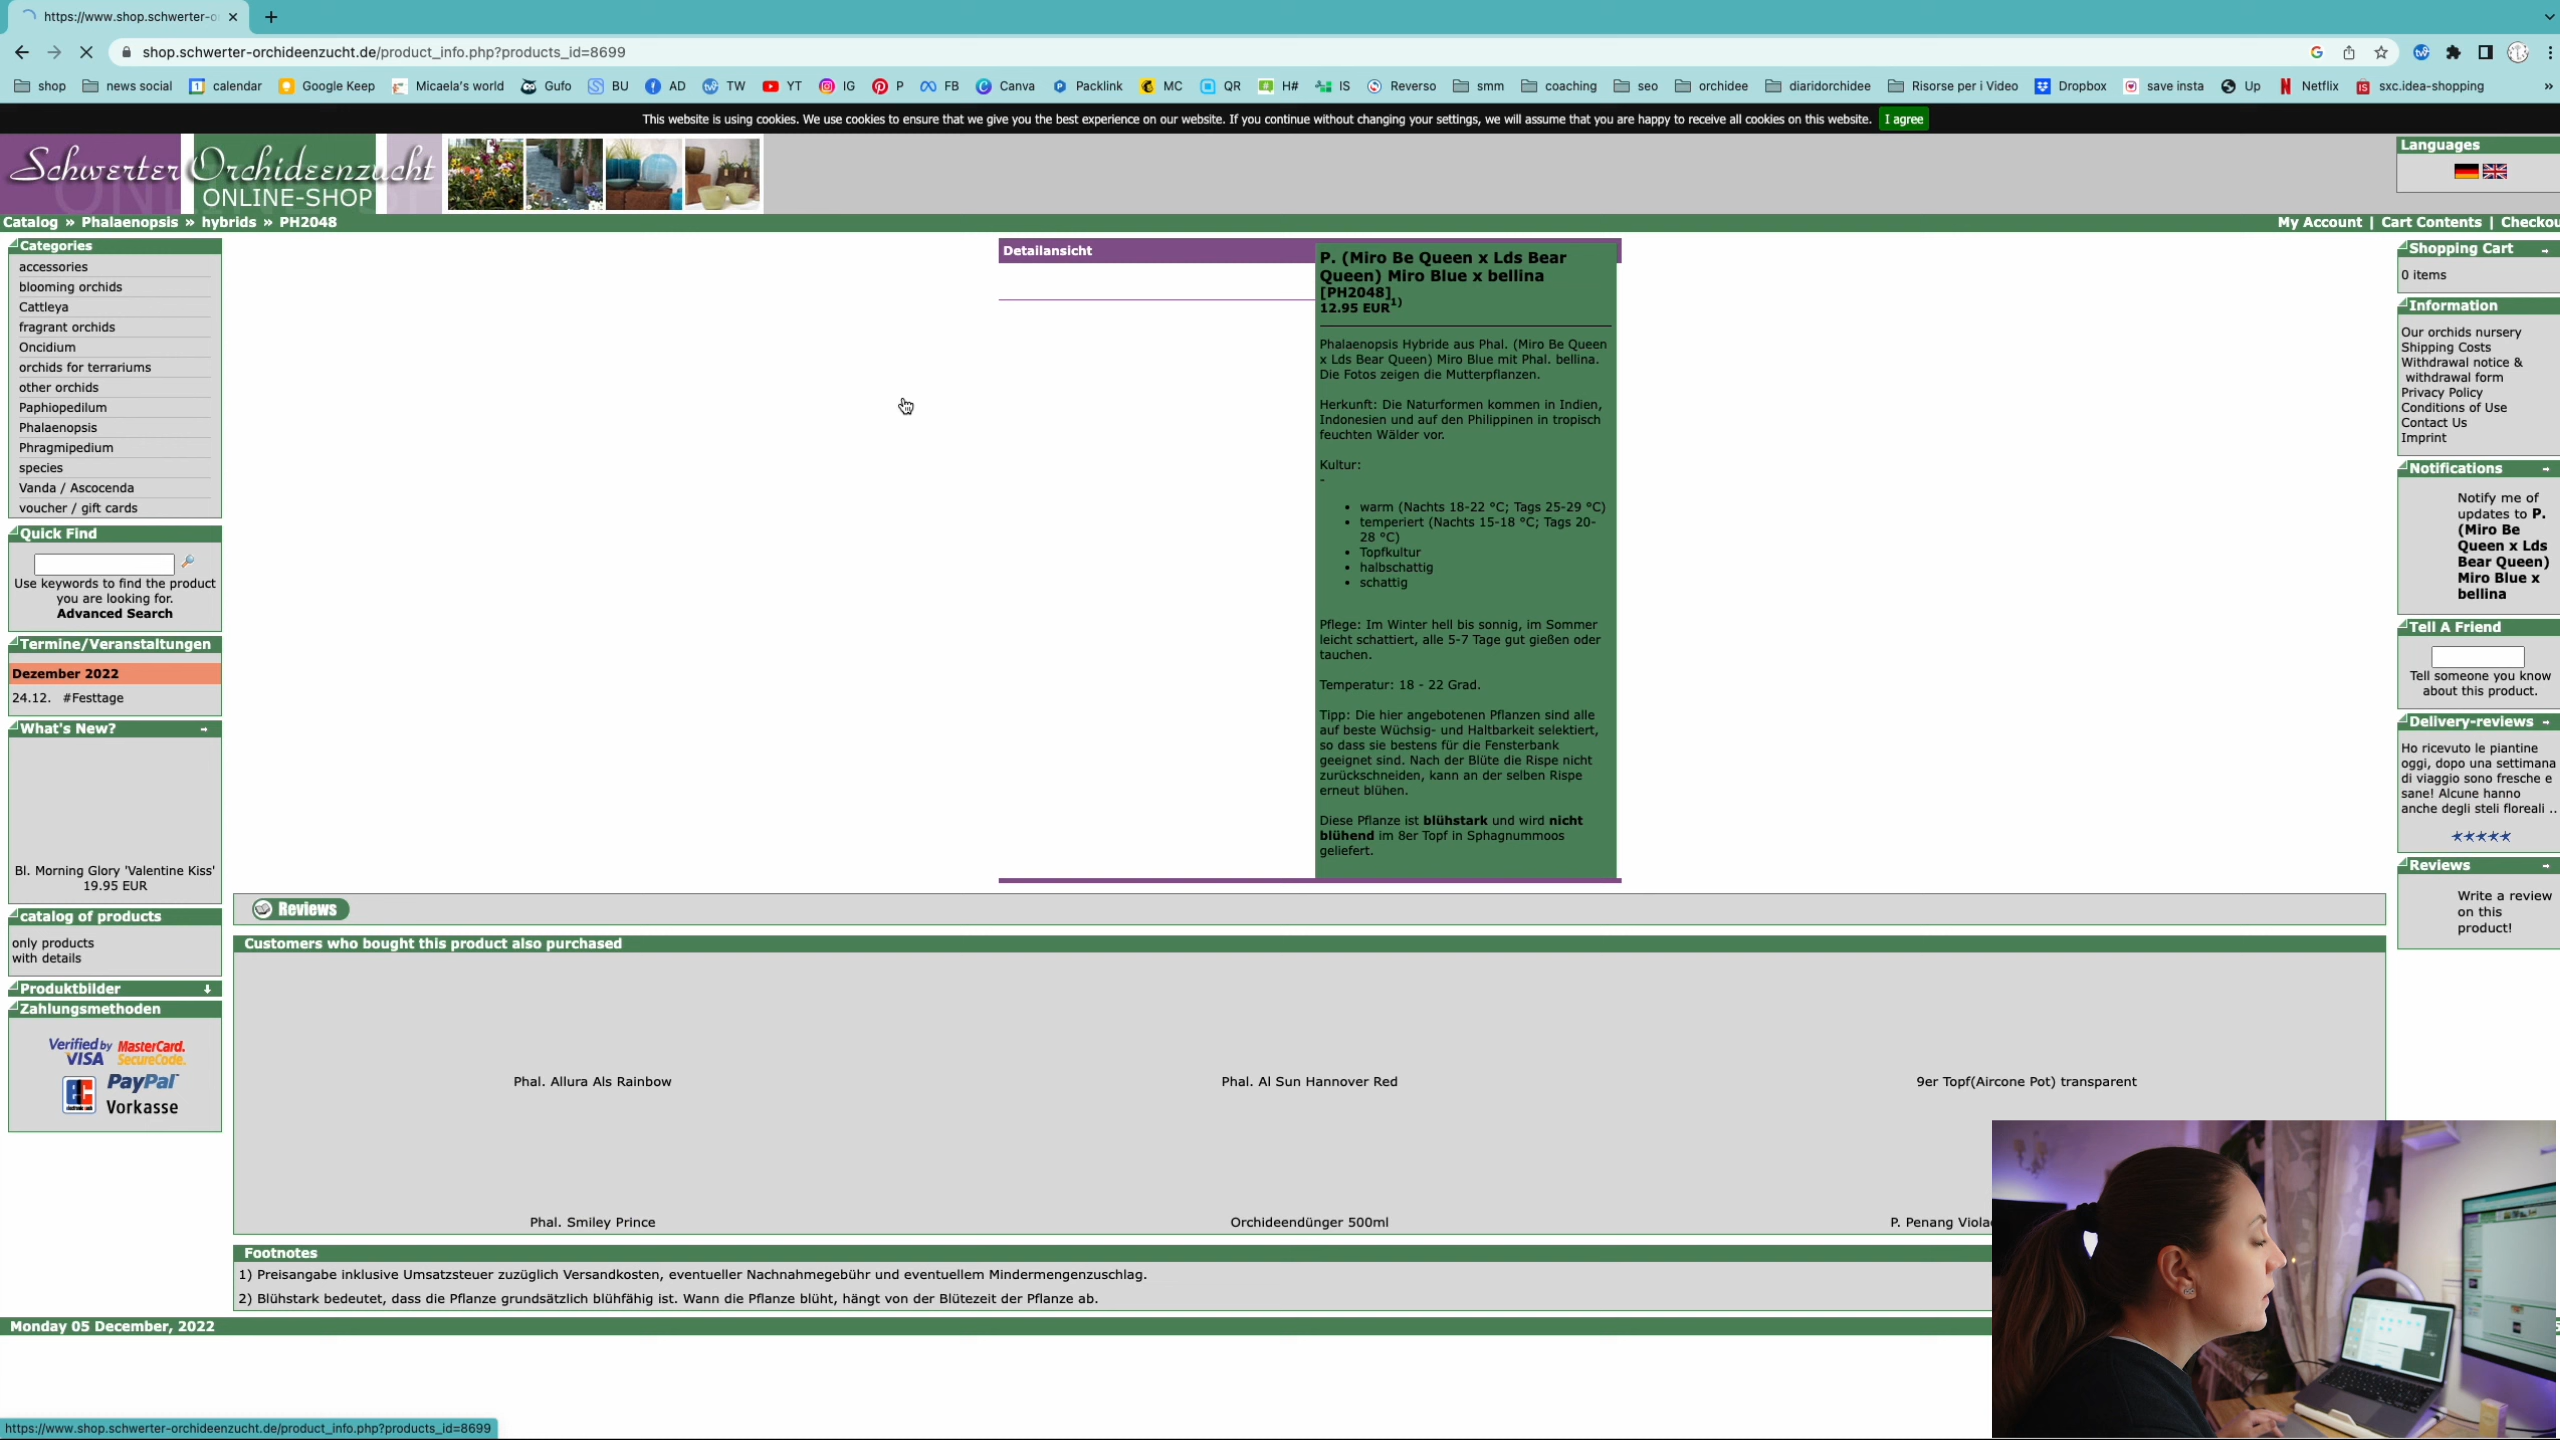 https://www.shop.schwerter-o
shop.schwerter-orchideenzucht.de/product_info.php?products_id=8699
shop news social calendar Google Keep Micaela's world Gufo BU AD TW YT IG P FB Canva Packlink MC QR H# IS Reverso smm coaching seo orchidee diaridorchidee Risorse per i Video Dropbox save insta Up Netflix sxc.idea-shopping »
This website is using cookies. We use cookies to ensure that we give you the best experience on our website. If you continue without changing your settings, we will assume that you are happy to receive all cookies on this website. I agree
Schwerter Orchideenzucht
ONLINE-SHOP
Languages
Catalog » Phalaenopsis » hybrids » PH2048
My Account | Cart Contents | Checkou
Categories
accessories
blooming orchids
Cattleya
fragrant orchids
Oncidium
orchids for terrariums
other orchids
Paphiopedilum
Phalaenopsis
Phragmipedium
species
Vanda / Ascocenda
voucher / gift cards
Quick Find
Use keywords to find the product
you are looking for.
Advanced Search
Termine/Veranstaltungen
Dezember 2022
24.12. #Festtage
What's New?
Bl. Morning Glory 'Valentine Kiss'
19.95 EUR
catalog of products
only products
with details
Produktbilder
Zahlungsmethoden
Verified by VISA MasterCard. SecureCode.
EC PayPal
Vorkasse
Detailansicht
P. (Miro Be Queen x Lds Bear
Queen) Miro Blue x bellina
[PH2048]
12.95 EUR1)
Phalaenopsis Hybride aus Phal. (Miro Be Queen
x Lds Bear Queen) Miro Blue mit Phal. bellina.
Die Fotos zeigen die Mutterpflanzen.
Herkunft: Die Naturformen kommen in Indien,
Indonesien und auf den Philippinen in tropisch
feuchten Wälder vor.
Kultur:
-
• warm (Nachts 18-22 °C; Tags 25-29 °C)
• temperiert (Nachts 15-18 °C; Tags 20-
28 °C)
• Topfkultur
• halbschattig
• schattig
Pflege: Im Winter hell bis sonnig, im Sommer
leicht schattiert, alle 5-7 Tage gut gießen oder
tauchen.
Temperatur: 18 - 22 Grad.
Tipp: Die hier angebotenen Pflanzen sind alle
auf beste Wüchsig- und Haltbarkeit selektiert,
so dass sie bestens für die Fensterbank
geeignet sind. Nach der Blüte die Rispe nicht
zurückschneiden, kann an der selben Rispe
erneut blühen.
Diese Pflanze ist blühstark und wird nicht
blühend im 8er Topf in Sphagnummoos
geliefert.
Reviews
Customers who bought this product also purchased
Phal. Allura Als Rainbow
Phal. Al Sun Hannover Red
9er Topf(Aircone Pot) transparent
Phal. Smiley Prince
Orchideendünger 500ml
P. Penang Viola
Footnotes
1) Preisangabe inklusive Umsatzsteuer zuzüglich Versandkosten, eventueller Nachnahmegebühr und eventuellem Mindermengenzuschlag.
2) Blühstark bedeutet, dass die Pflanze grundsätzlich blühfähig ist. Wann die Pflanze blüht, hängt von der Blütezeit der Pflanze ab.
Monday 05 December, 2022
Shopping Cart
0 items
Information
Our orchids nursery
Shipping Costs
Withdrawal notice &
withdrawal form
Privacy Policy
Conditions of Use
Contact Us
Imprint
Notifications
Notify me of
updates to P.
(Miro Be
Queen x Lds
Bear Queen)
Miro Blue x
bellina
Tell A Friend
Tell someone you know
about this product.
Delivery-reviews
Ho ricevuto le piantine
oggi, dopo una settimana
di viaggio sono fresche e
sane! Alcune hanno
anche degli steli floreali ..
Reviews
Write a review
on this
product!
https://www.shop.schwerter-orchideenzucht.de/product_info.php?products_id=8699